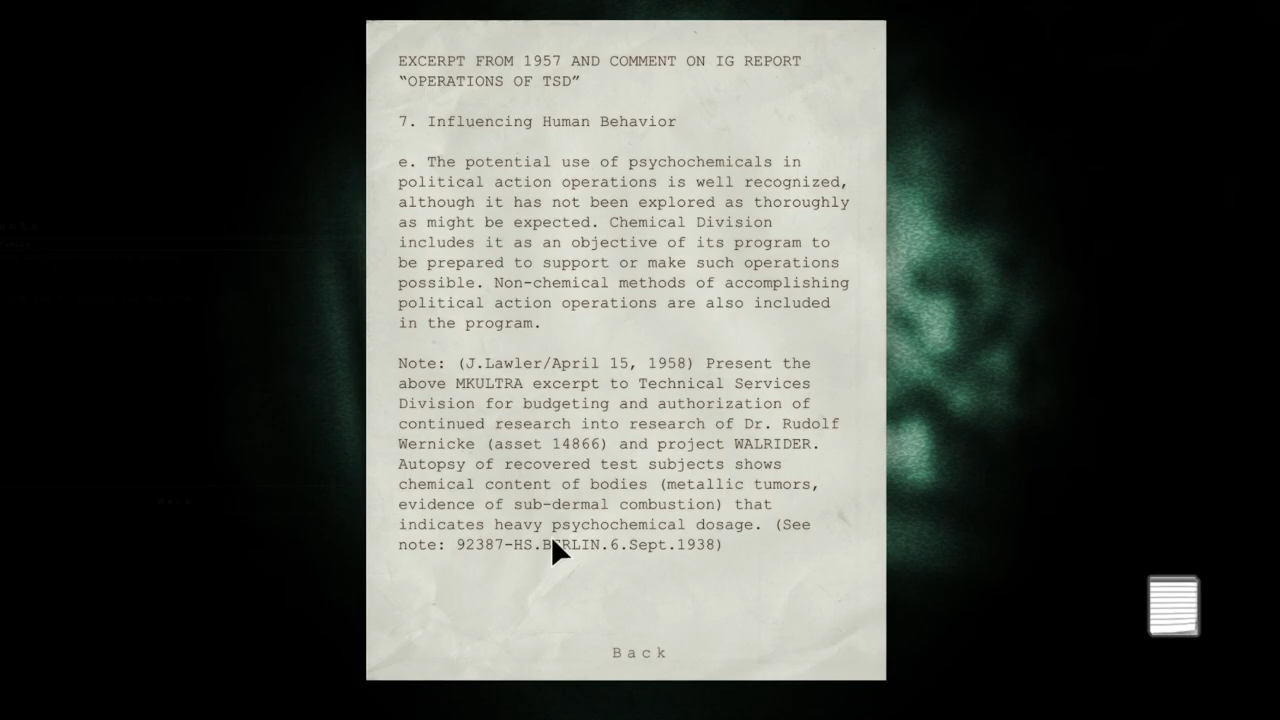 EXCERPT FROM 1957 AND COMMENT ON IG REPORT
“OPERATIONS OF TSD”
7. Influencing Human Behavior
e. The potential use of psychochemicals in
political action operations is well recognized,
although it has not been explored as thoroughly
as might be expected. Chemical Division
includes it as an objective of its program to
be prepared to support or make such operations
possible. Non-chemical methods of accomplishing
political action operations are also included
in the program.
Note: (J.Lawler/April 15, 1958) Present the
above MKULTRA excerpt to Technical Services
Division for budgeting and authorization of
continued research into research of Dr. Rudolf
Wernicke (asset 14866) and project WALRIDER.
Autopsy of recovered test subjects shows
chemical content of bodies (metallic tumors,
evidence of sub-dermal combustion) that
indicates heavy psychochemical dosage. (See
note: 92387-HS.BERLIN.6.Sept.1938)
Back